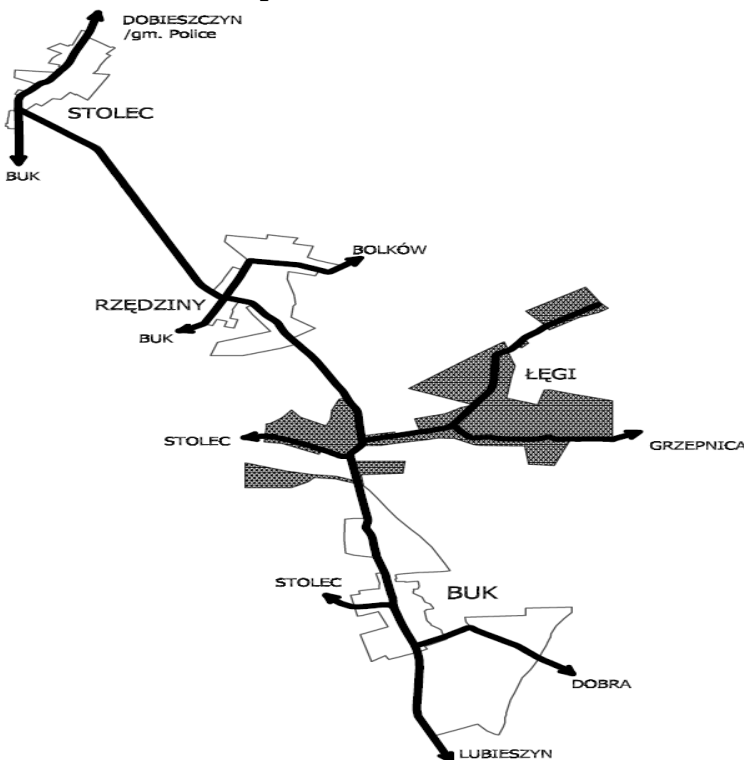 DOBIESZCZYN
/gm. Police
STOLEC
BUK
BOLKÓW
RZĘDZINY
BUK
ŁĘGI
STOLEC
GRZEPNICA
STOLEC
BUK
DOBRA
LUBIESZYN